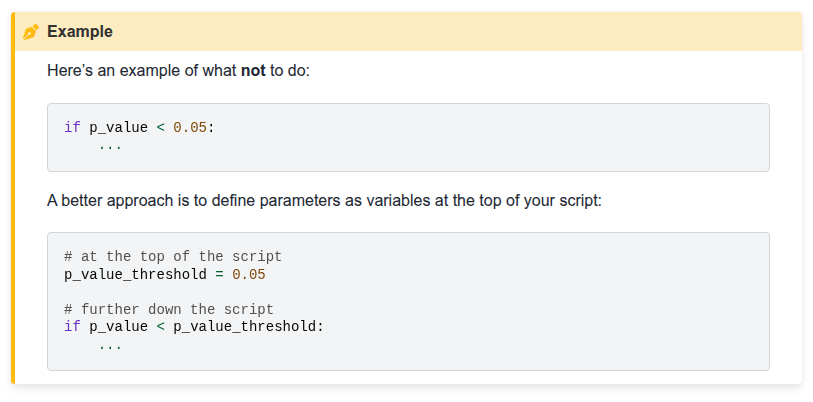 Example
Here's an example of what not to do:
if p_value < 0.05:
    ...
A better approach is to define parameters as variables at the top of your script:
# at the top of the script
p_value_threshold = 0.05
# further down the script
if p_value < p_value_threshold:
    ...